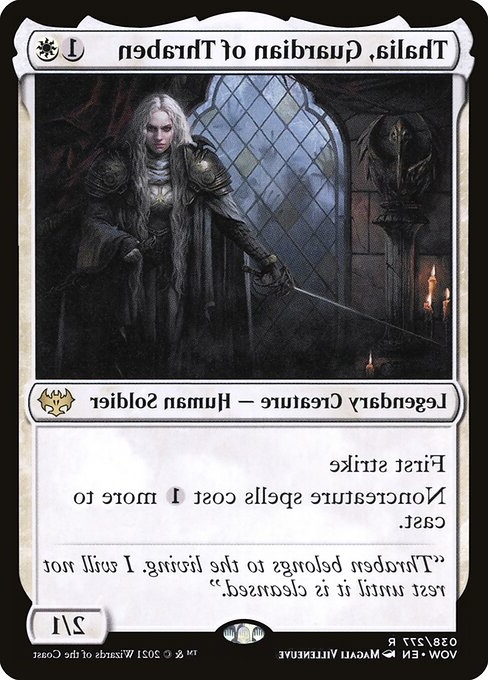 Thalia, Guardian of Thraben 1
Legendary Creature — Human Soldier
First strike
Noncreature spells cost 1 more to
cast.
“Thraben belongs to the living. I will not
rest until it is cleansed.”
2/1
038/277 R
VOW • EN MAGALI VILLENEUVE
™ & © 2021 Wizards of the Coast